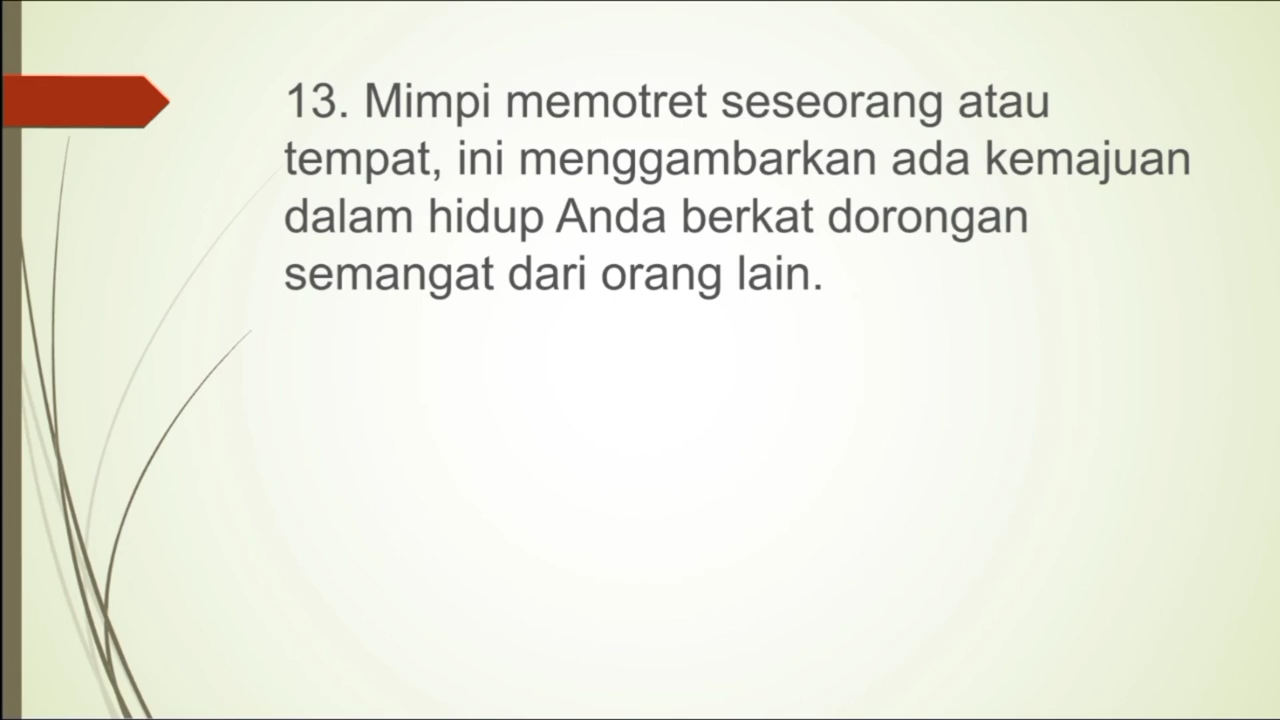 13. Mimpi memotret seseorang atau
tempat, ini menggambarkan ada kemajuan
dalam hidup Anda berkat dorongan
semangat dari orang lain.